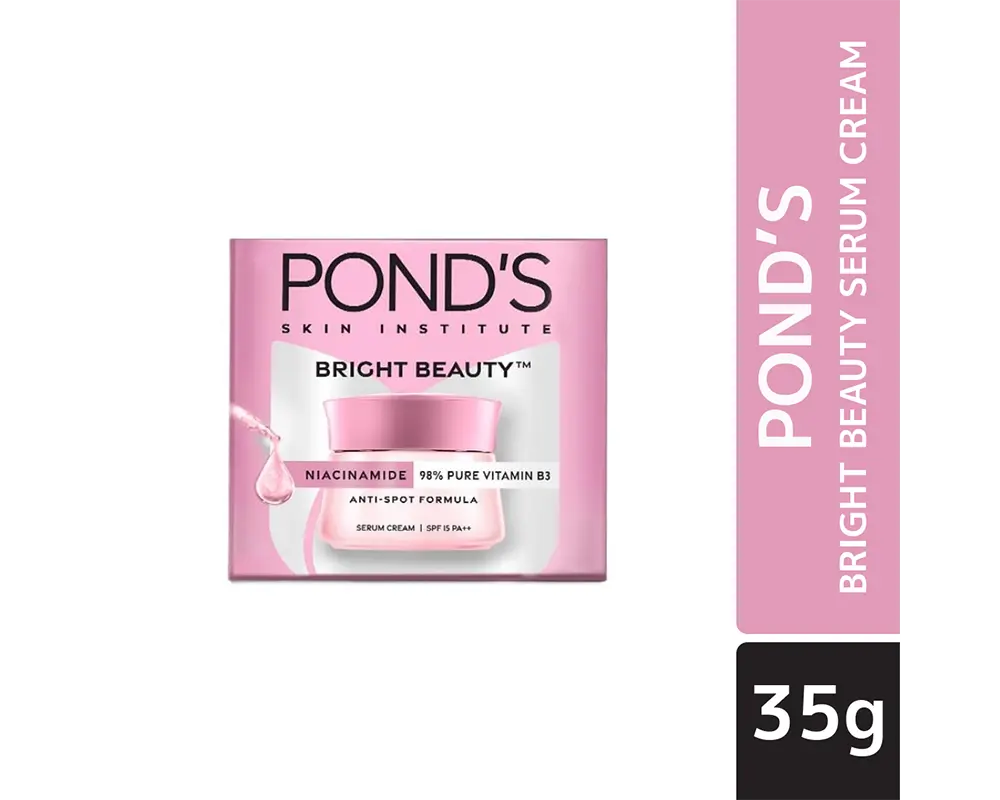 POND'S
SKIN INSTITUTE
BRIGHT BEAUTY™
NIACINAMIDE 98% PURE VITAMIN B3
ANTI-SPOT FORMULA
SERUM CREAM | SPF 15 PA++
POND'S
BRIGHT BEAUTY SERUM CREAM
35g